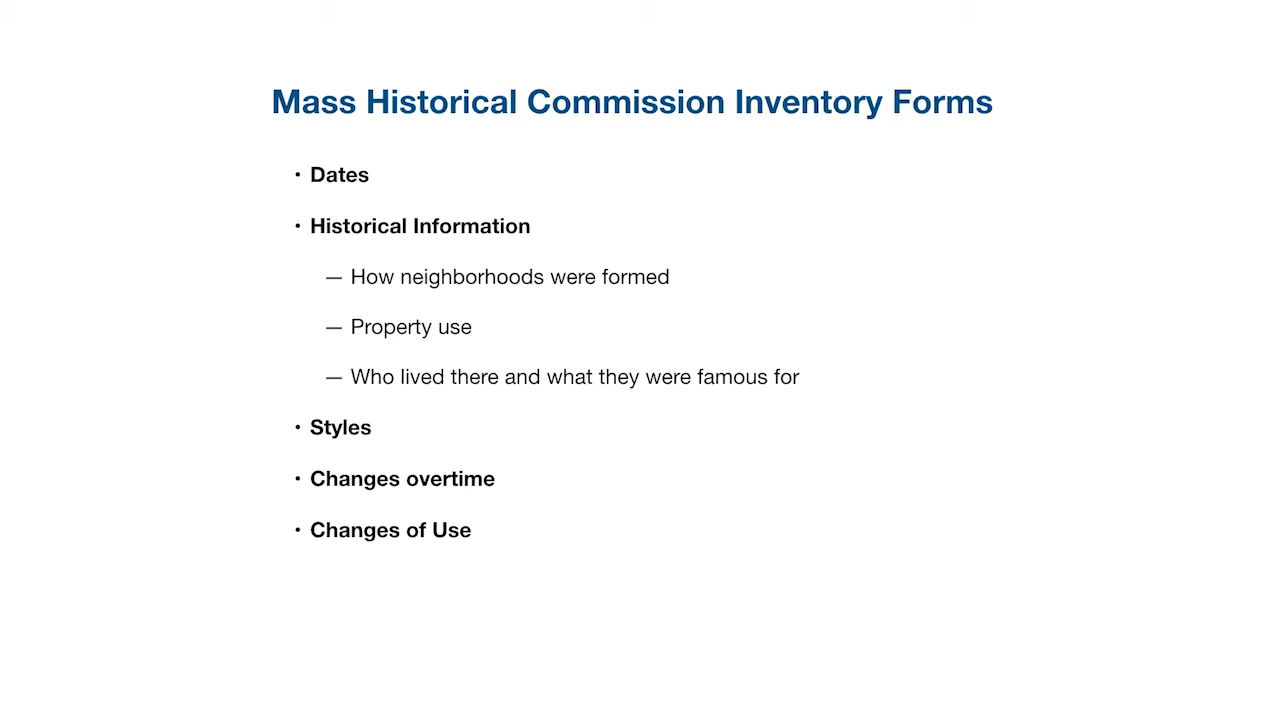 Mass Historical Commission Inventory Forms
• Dates
• Historical Information
— How neighborhoods were formed
— Property use
— Who lived there and what they were famous for
• Styles
• Changes overtime
• Changes of Use